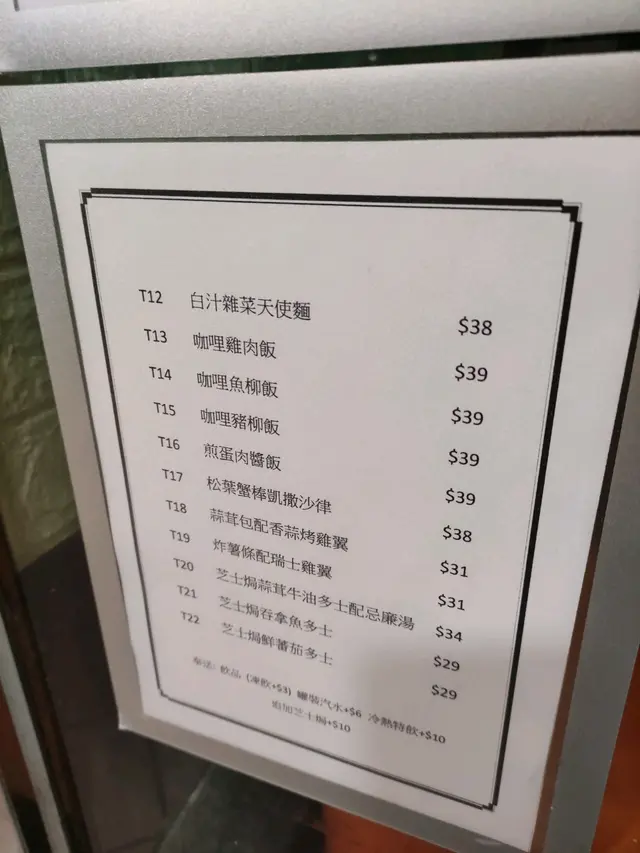 T12 白汁雜菜天使麵 $38
T13 咖哩雞肉飯 $39
T14 咖哩魚柳飯 $39
T15 咖哩豬柳飯 $39
T16 煎蛋肉醬飯 $39
T17 松葉蟹棒凱撒沙律 $38
T18 蒜茸包配香蒜烤雞翼 $31
T19 炸薯條配瑞士雞翼 $31
T20 芝士焗蒜茸牛油多士配忌廉湯 $34
T21 芝士焗吞拿魚多士 $29
T22 芝士焗鮮蕃茄多士 $29
奉送: 飲品 (凍飲+$3) 罐裝汽水+$6 冷熱特飲+$10
追加芝士焗+$10